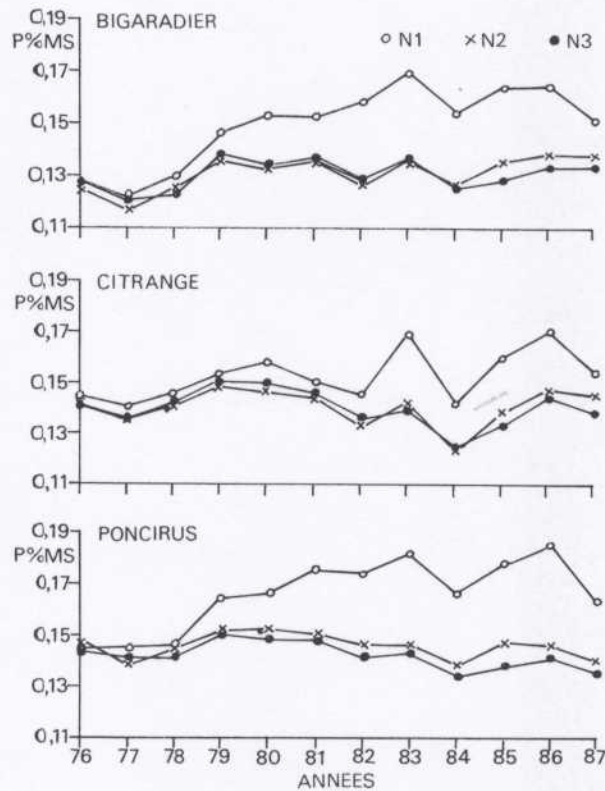 0,19
P%MS
BIGARADIER
N1 N2 N3
0,17
0,15
0,13
0,11
0,19
P%MS
CITRANGE
0,17
0,15
0,13
0,11
0,19
P%MS
PONCIRUS
0,17
0,15
0,13
0,11
76 77 78 79 80 81 82 83 84 85 86 87
ANNEES